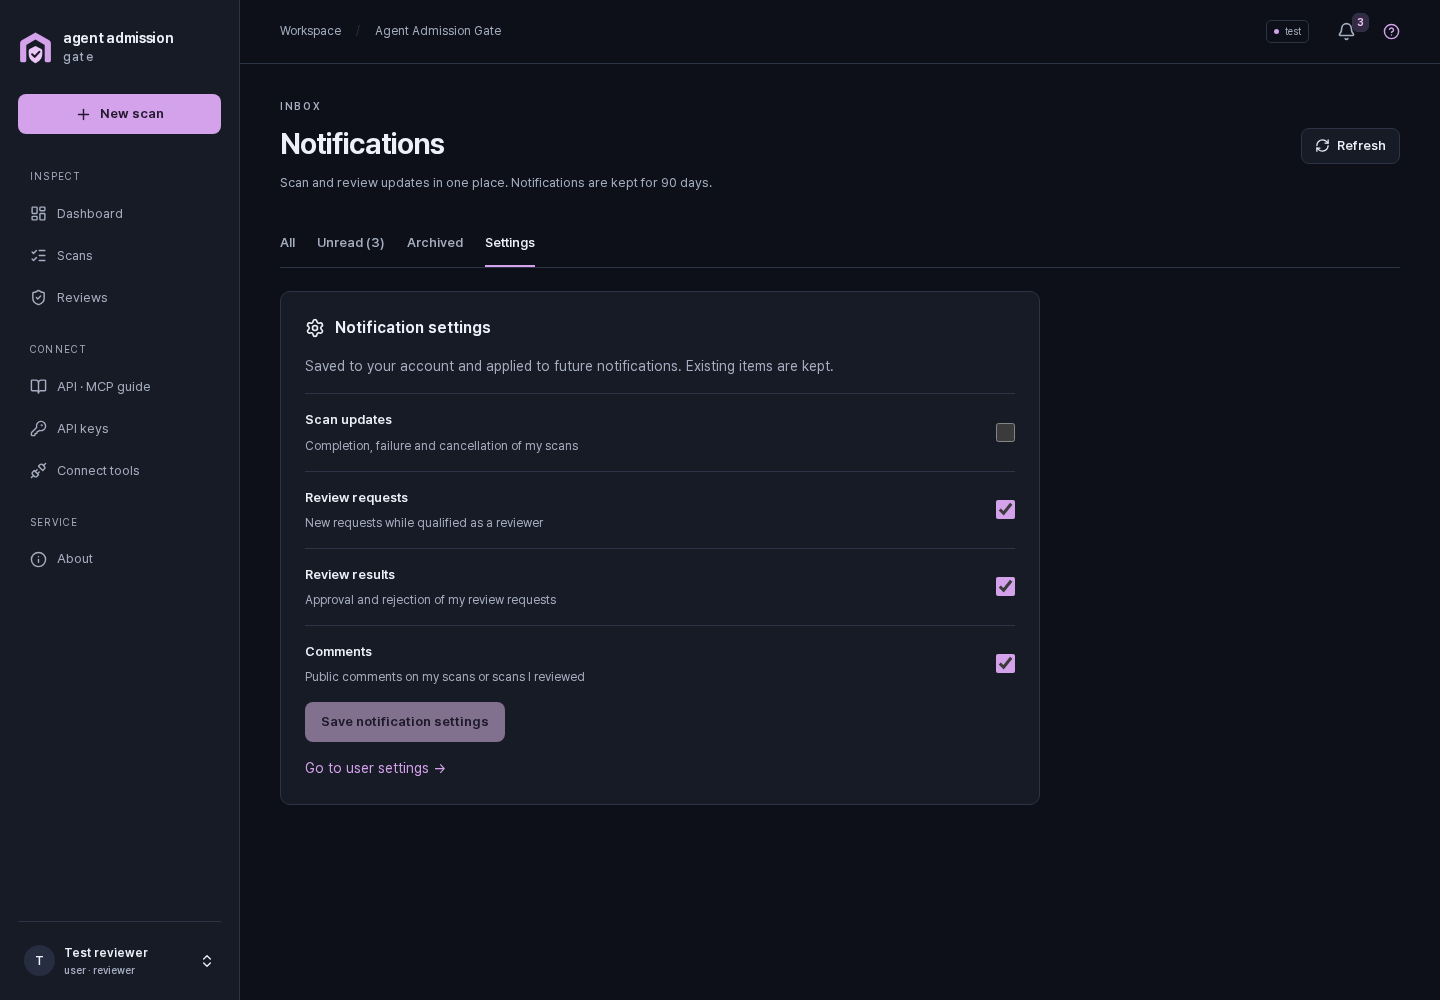 agent admission
gate
New scan
INSPECT
Dashboard
Scans
Reviews
CONNECT
API · MCP guide
API keys
Connect tools
SERVICE
About
T
Test reviewer
user · reviewer
Workspace / Agent Admission Gate
test
3
INBOX
Notifications
Refresh
Scan and review updates in one place. Notifications are kept for 90 days.
All Unread (3) Archived Settings
Notification settings
Saved to your account and applied to future notifications. Existing items are kept.
Scan updates
Completion, failure and cancellation of my scans
Review requests
New requests while qualified as a reviewer
Review results
Approval and rejection of my review requests
Comments
Public comments on my scans or scans I reviewed
Save notification settings
Go to user settings →